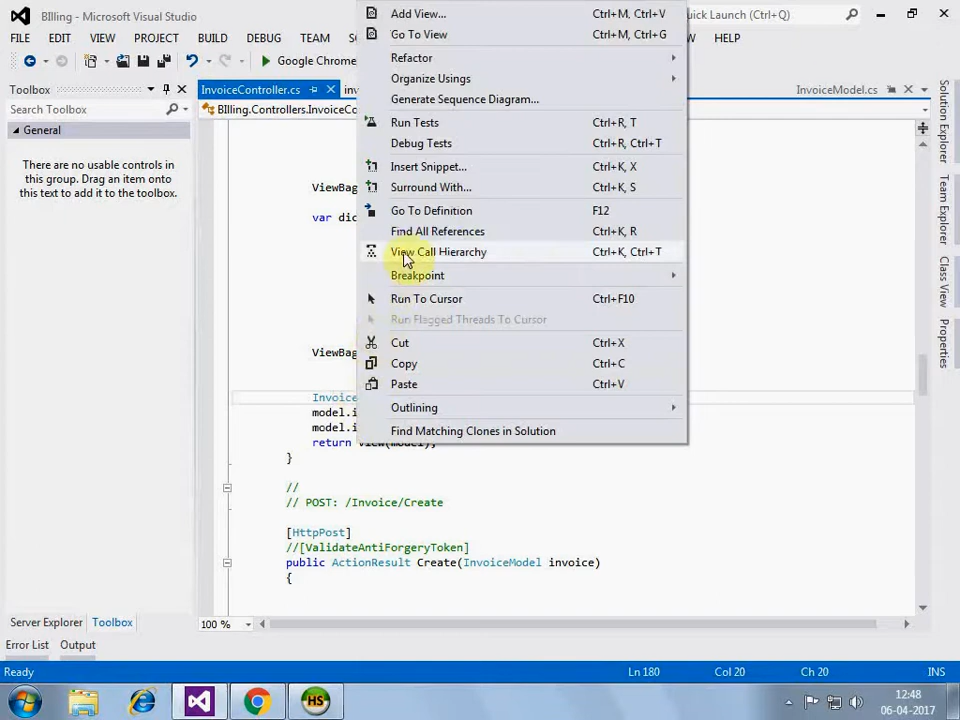 BIlling - Microsoft Visual Studio
uick Launch (Ctrl+Q)
FILE EDIT VIEW PROJECT BUILD DEBUG TEAM HELP
Google Chrome
Toolbox
InvoiceController.cs
InvoiceModel.cs
Search Toolbox
BIlling.Controllers.InvoiceCo
General
There are no usable controls in
this group. Drag an item onto
this text to add it to the toolbox.
Server Explorer Toolbox
Error List Output
Add View... Ctrl+M, Ctrl+V
Go To View Ctrl+M, Ctrl+G
Refactor
Organize Usings
Generate Sequence Diagram...
Run Tests Ctrl+R, T
Debug Tests Ctrl+R, Ctrl+T
Insert Snippet... Ctrl+K, X
Surround With... Ctrl+K, S
Go To Definition F12
Find All References Ctrl+K, R
View Call Hierarchy Ctrl+K, Ctrl+T
Breakpoint
Run To Cursor Ctrl+F10
Run Flagged Threads To Cursor
Cut Ctrl+X
Copy Ctrl+C
Paste Ctrl+V
Outlining
Find Matching Clones in Solution
ViewBag
var dic
ViewBag
Invoice
model.i
model.i
return View(model);
}
//
// POST: /Invoice/Create
[HttpPost]
//[ValidateAntiForgeryToken]
public ActionResult Create(InvoiceModel invoice)
{
100 %
Solution Explorer
Team Explorer
Class View
Properties
Ready Ln 180 Col 20 Ch 20 INS
HS
12:48
06-04-2017